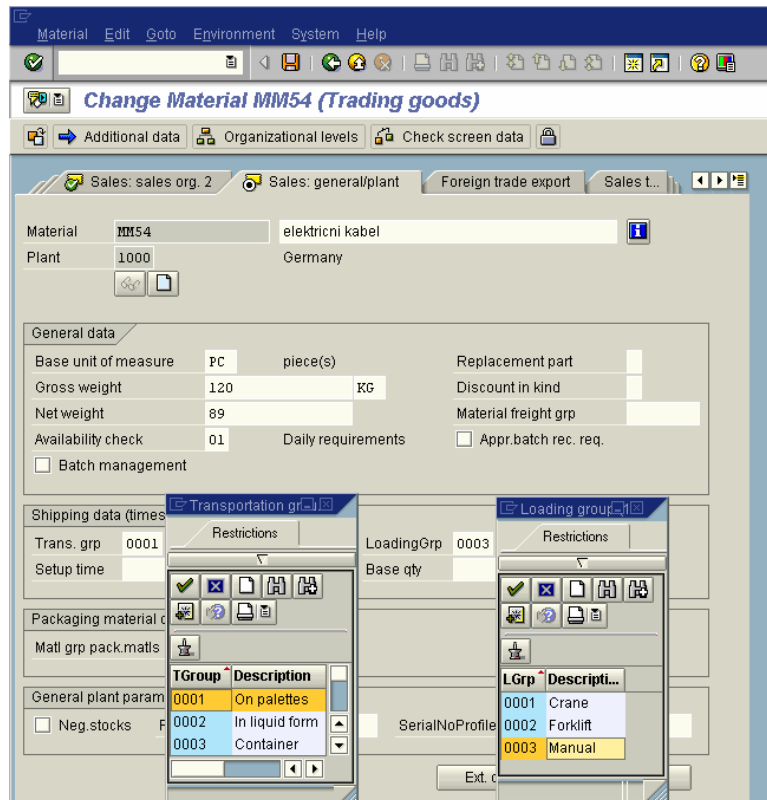 Material Edit Goto Environment System Help
Change Material MM54 (Trading goods)
Additional data Organizational levels Check screen data
Sales: sales org. 2 Sales: general/plant Foreign trade export Sales t...
Material MM54 elektricni kabel
Plant 1000 Germany
General data
Base unit of measure PC piece(s) Replacement part
Gross weight 120 KG Discount in kind
Net weight 89 Material freight grp
Availability check 01 Daily requirements Appr.batch rec. req.
Batch management
Shipping data (times
Trans. grp 0001 LoadingGrp 0003
Setup time Base qty
Packaging material
Matl grp pack.matls
General plant param
Neg.stocks SerialNoProfile
Ext.
Transportation
Restrictions
TGroup Description
0001 On palettes
0002 In liquid form
0003 Container
Loading group
Restrictions
LGrp Descripti...
0001 Crane
0002 Forklift
0003 Manual